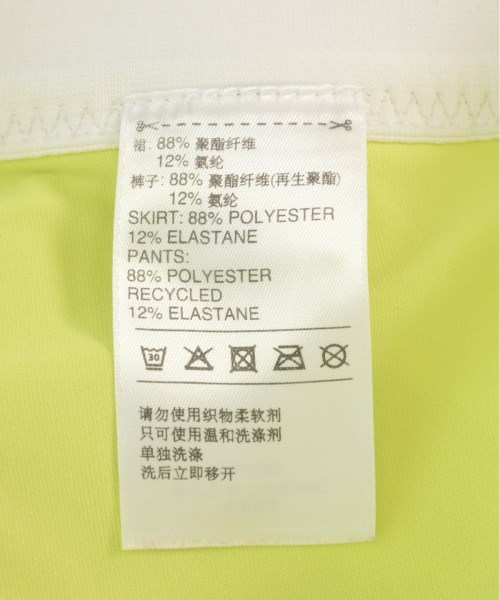 裙: 88% 聚酯纤维
12% 氨纶
裤子: 88% 聚酯纤维(再生聚酯)
12% 氨纶
SKIRT: 88% POLYESTER
12% ELASTANE
PANTS:
88% POLYESTER
RECYCLED
12% ELASTANE
30
请勿使用织物柔软剂
只可使用温和洗涤剂
单独洗涤
洗后立即移开